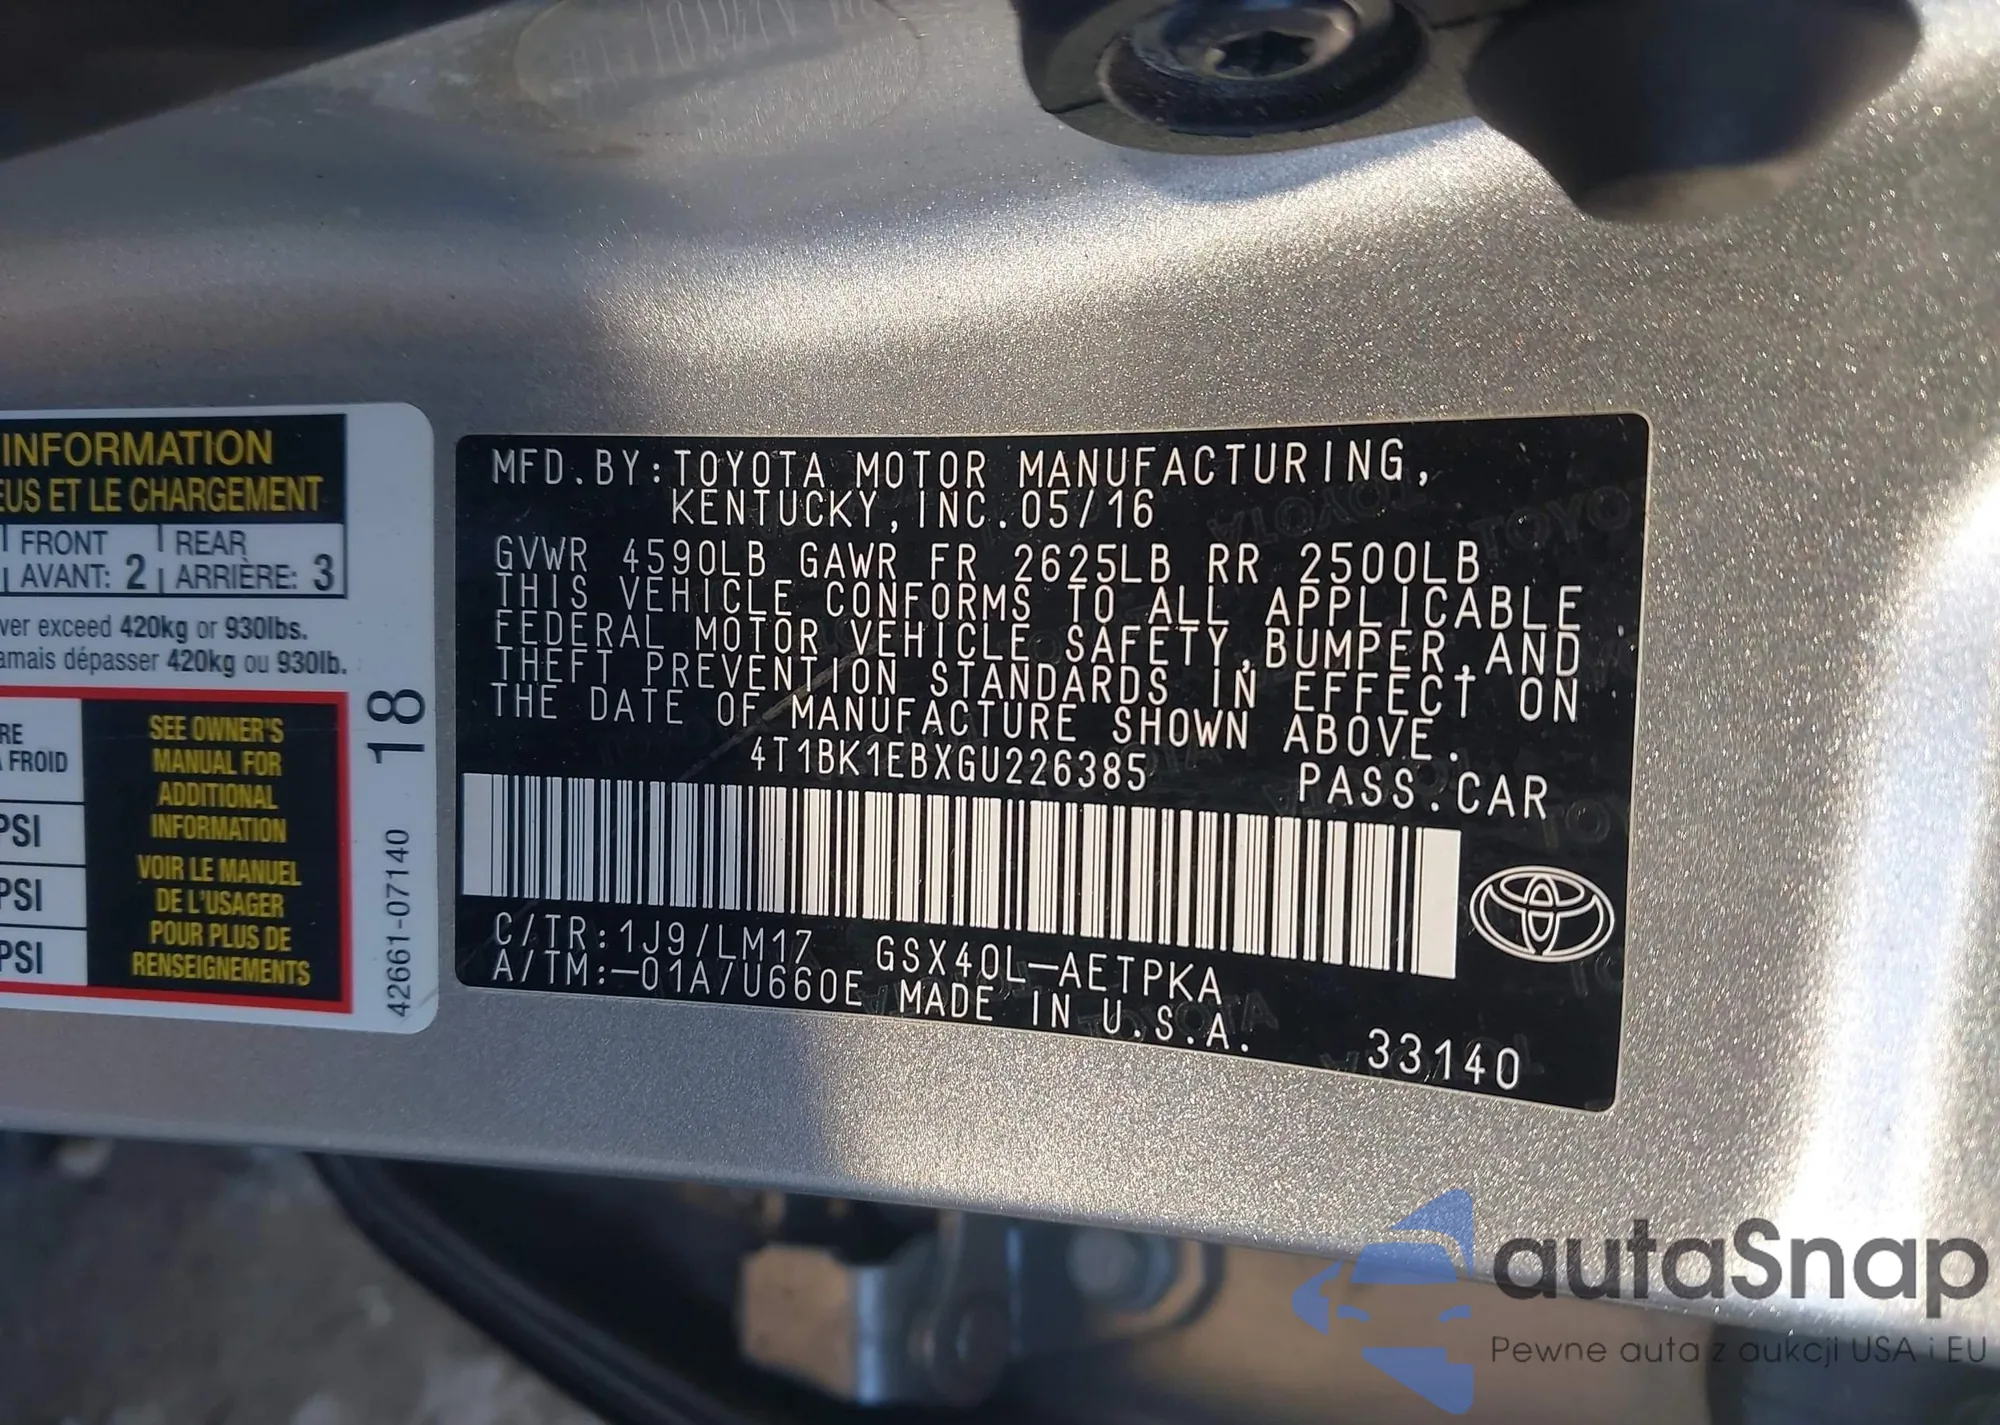 INFORMATION
EUS ET LE CHARGEMENT
FRONT
AVANT: 2
REAR
ARRIÈRE: 3
ver exceed 420kg or 930lbs.
amais dépasser 420kg ou 930lb.
RE
FROID
PSI
PSI
PSI
SEE OWNER'S
MANUAL FOR
ADDITIONAL
INFORMATION
VOIR LE MANUEL
DE L'USAGER
POUR PLUS DE
RENSEIGNEMENTS
18
42661-07140
MFD.BY:TOYOTA MOTOR MANUFACTURING,
KENTUCKY,INC.05/16
GVWR 4590LB GAWR FR 2625LB RR 2500LB
THIS VEHICLE CONFORMS TO ALL APPLICABLE
FEDERAL MOTOR VEHICLE SAFETY,BUMPER,AND
THEFT PREVENTION STANDARDS IN EFFECT ON
THE DATE OF MANUFACTURE SHOWN ABOVE.
4T1BK1EBXGU226385 PASS.CAR
C/TR:1J9/LM17 GSX40L-AETPKA
A/TM:-01A/U660E MADE IN U.S.A.
33140
autaSnap
Pewne auta z aukcji USA i EU